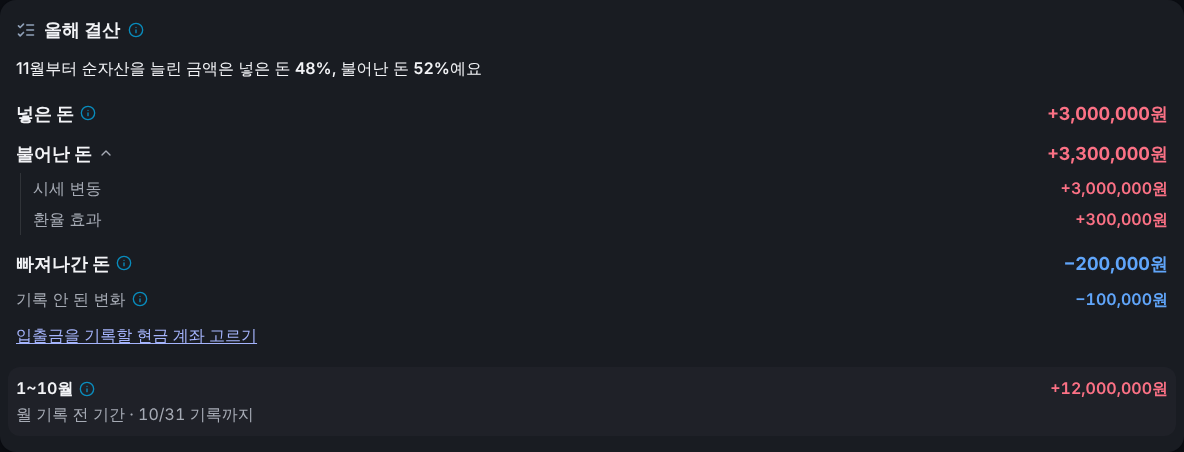 올해 결산
11월부터 순자산을 늘린 금액은 넣은 돈 48%, 불어난 돈 52%예요
넣은 돈 +3,000,000원
불어난 돈 +3,300,000원
시세 변동 +3,000,000원
환율 효과 +300,000원
빠져나간 돈 −200,000원
기록 안 된 변화 −100,000원
입출금을 기록할 현금 계좌 고르기
1~10월 +12,000,000원
월 기록 전 기간 · 10/31 기록까지